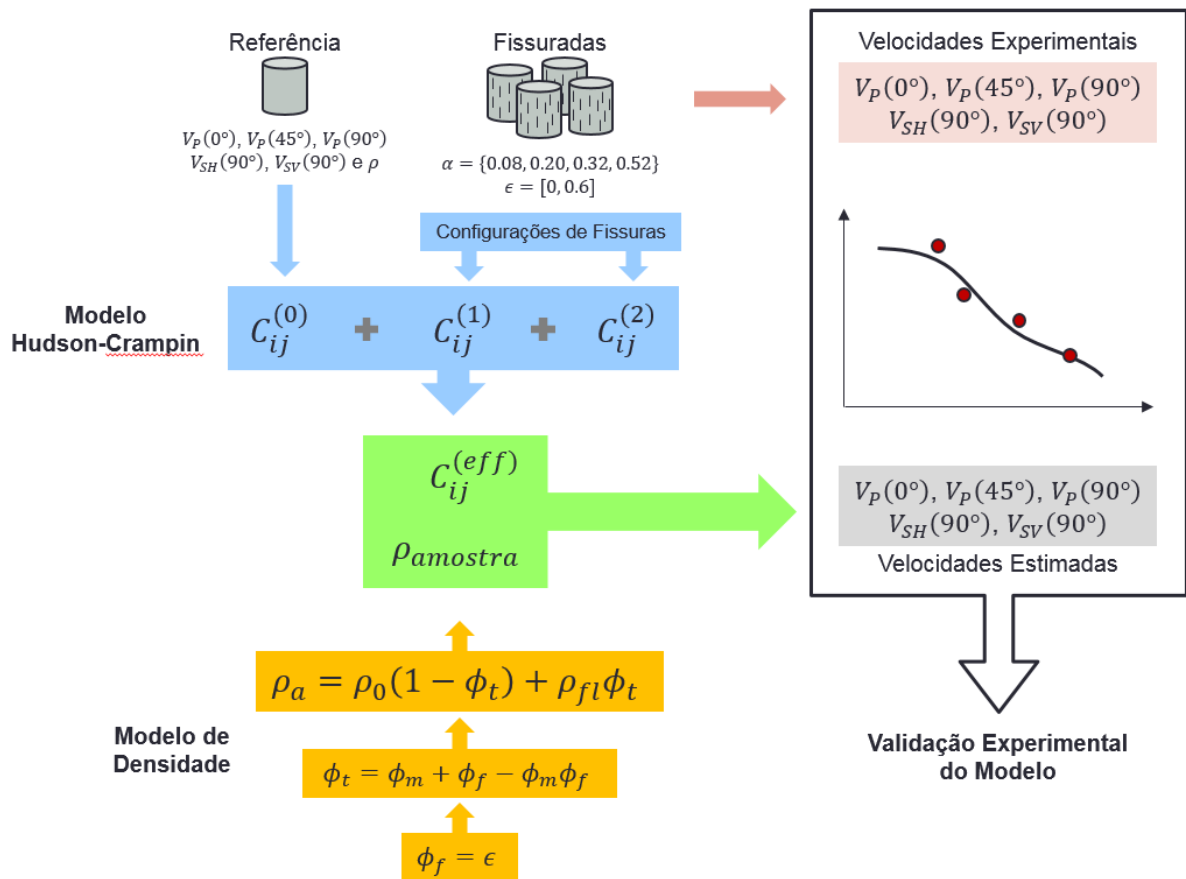 Referência
V_P(0°), V_P(45°), V_P(90°)
V_SH(90°), V_SV(90°) e ρ
Fissuradas
α = {0.08, 0.20, 0.32, 0.52}
ϵ = [0, 0.6]
Configurações de Fissuras
Modelo
Hudson-Crampin
C_ij^(0) + C_ij^(1) + C_ij^(2)
C_ij^(eff)
ρ_amostra
ρ_a = ρ_0(1 − ϕ_t) + ρ_fl ϕ_t
Modelo de
Densidade
ϕ_t = ϕ_m + ϕ_f − ϕ_m ϕ_f
ϕ_f = ϵ
Velocidades Experimentais
V_P(0°), V_P(45°), V_P(90°)
V_SH(90°), V_SV(90°)
V_P(0°), V_P(45°), V_P(90°)
V_SH(90°), V_SV(90°)
Velocidades Estimadas
Validação Experimental
do Modelo